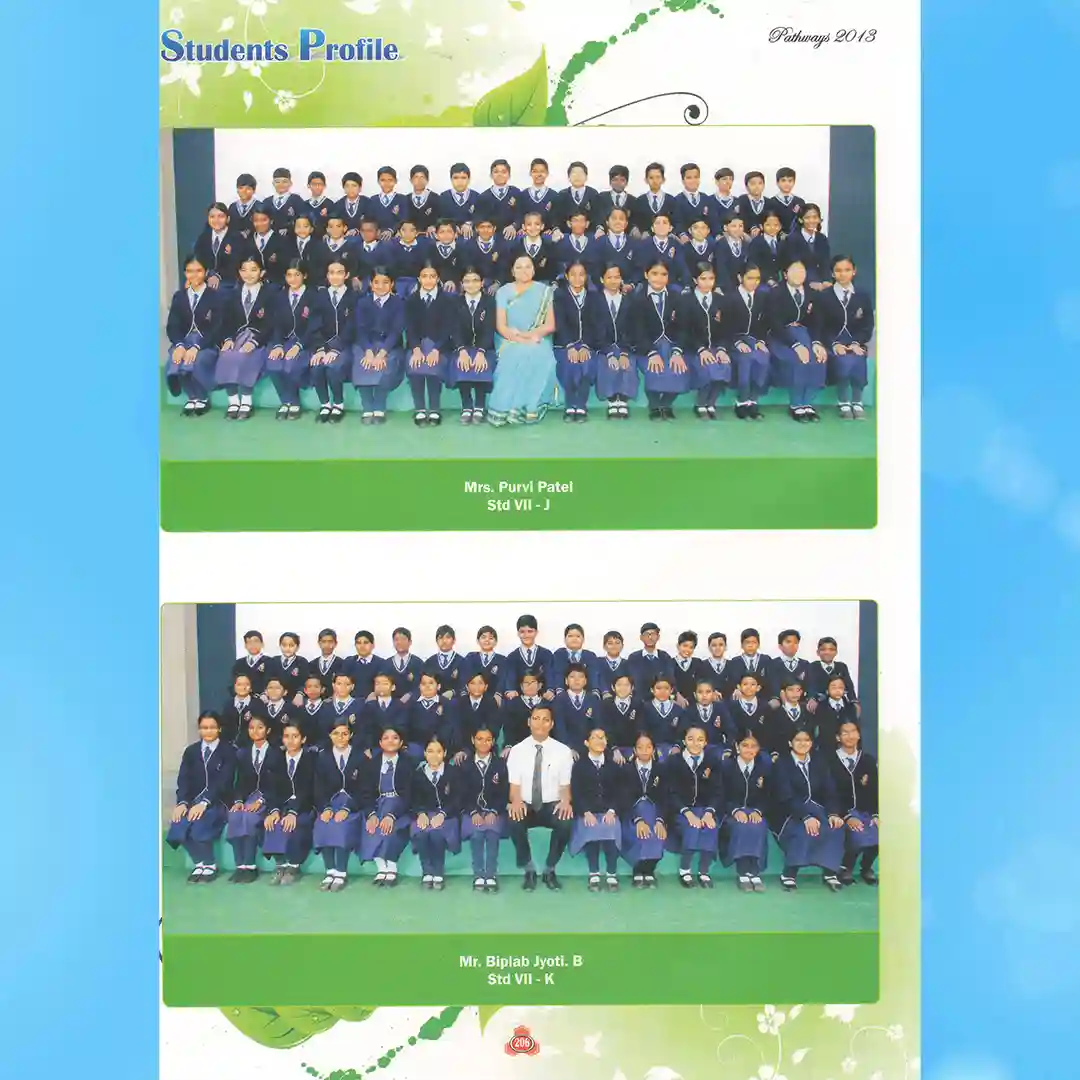 Students Profile
Pathways 2013
Mrs. Purvi Patel
Std VII - J
Mr. Biplab Jyoti. B
Std VII - K
206